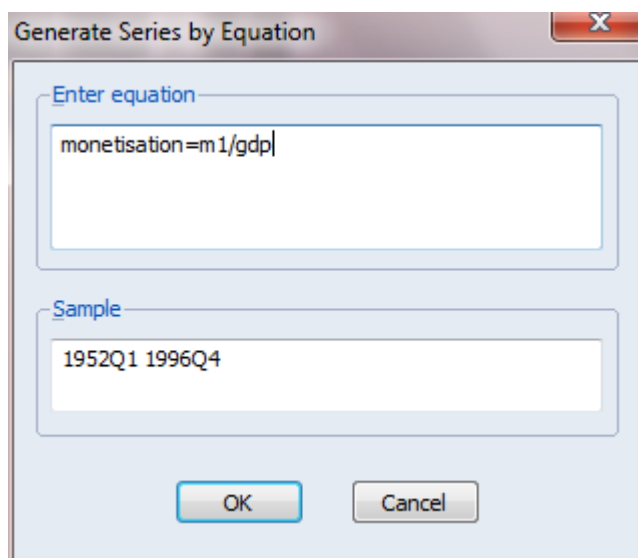 Generate Series by Equation
Enter equation
monetisation=m1/gdp
Sample
1952Q1 1996Q4
OK
Cancel